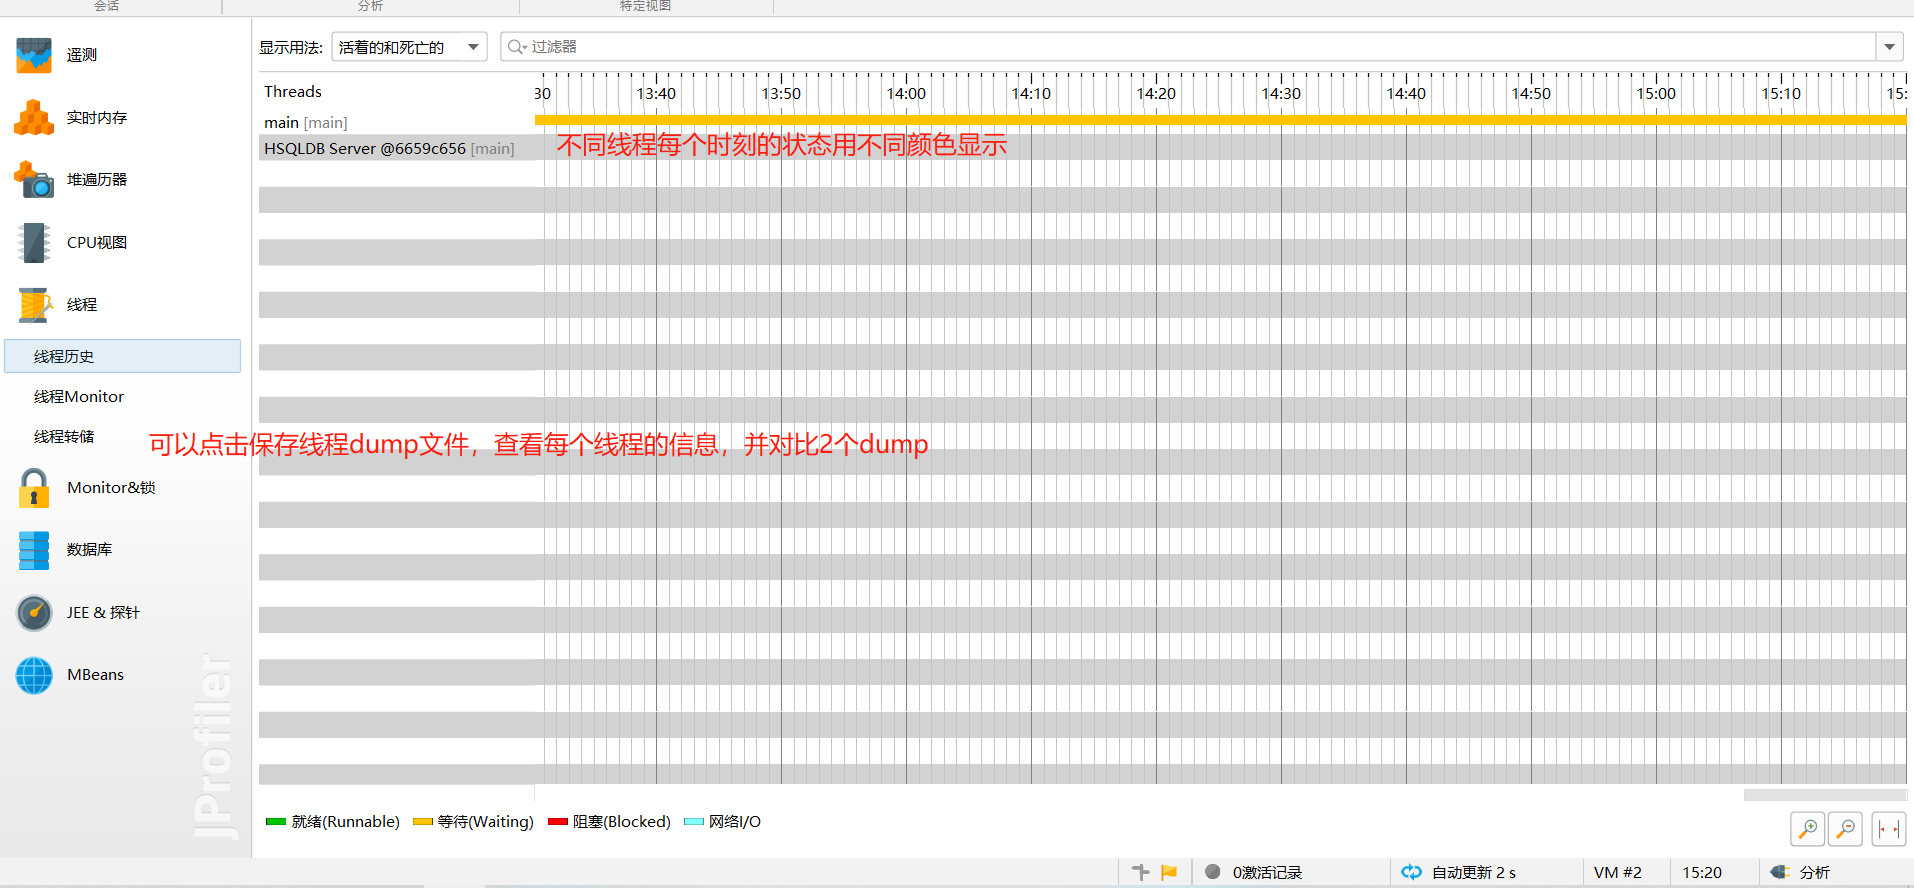 会话 分析 特定视图
遥测
实时内存
堆遍历器
CPU视图
线程
线程历史
线程Monitor
线程转储
Monitor&锁
数据库
JEE & 探针
MBeans
JProfiler
显示用法: 活着的和死亡的 过滤器
Threads 30 13:40 13:50 14:00 14:10 14:20 14:30 14:40 14:50 15:00 15:10 15:
main [main]
HSQLDB Server @6659c656 [main] 不同线程每个时刻的状态用不同颜色显示
可以点击保存线程dump文件，查看每个线程的信息，并对比2个dump
就绪(Runnable) 等待(Waiting) 阻塞(Blocked) 网络I/O
0激活记录 自动更新 2 s VM #2 15:20 分析